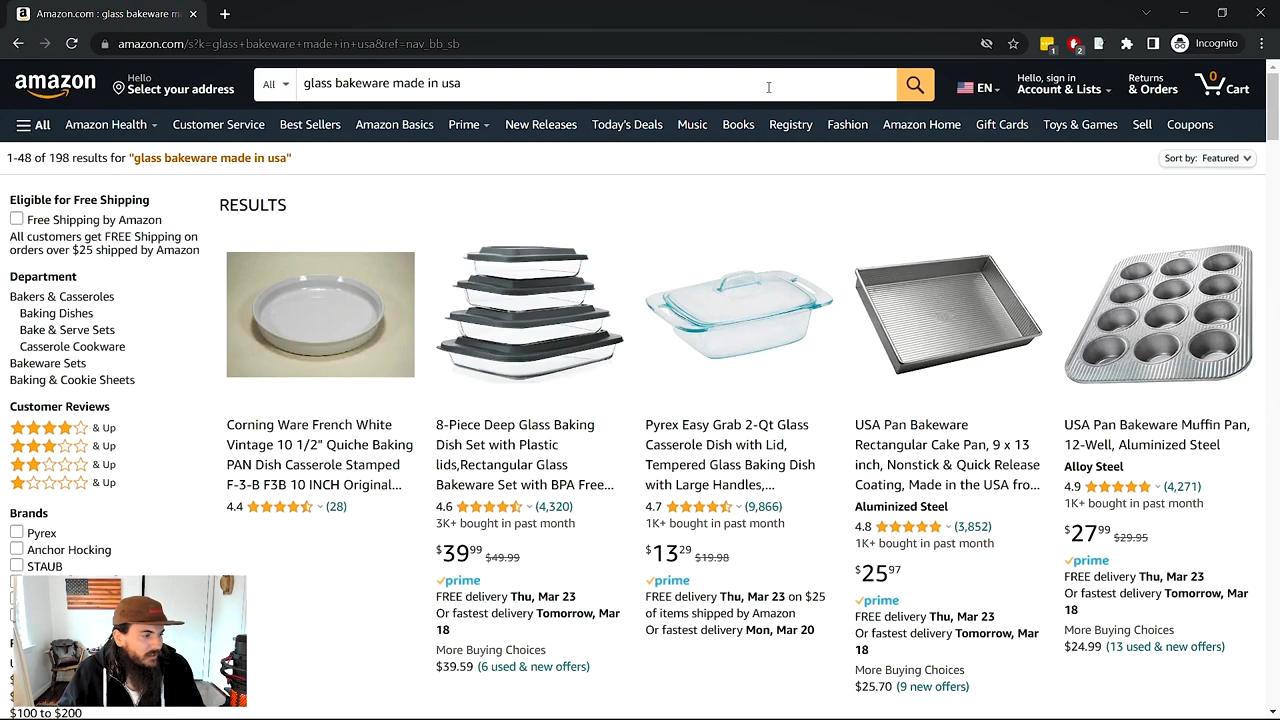 Amazon.com : glass bakeware m
amazon.com/s?k=glass+bakeware+made+in+usa&ref=nav_bb_sb
1
2
Incognito
amazon
Hello
Select your address
All
glass bakeware made in usa
EN
Hello, sign in
Account & Lists
Returns
& Orders
0
Cart
All
Amazon Health
Customer Service
Best Sellers
Amazon Basics
Prime
New Releases
Today's Deals
Music
Books
Registry
Fashion
Amazon Home
Gift Cards
Toys & Games
Sell
Coupons
1-48 of 198 results for "glass bakeware made in usa"
Sort by: Featured
Eligible for Free Shipping
Free Shipping by Amazon
All customers get FREE Shipping on
orders over $25 shipped by Amazon
Department
Bakers & Casseroles
Baking Dishes
Bake & Serve Sets
Casserole Cookware
Bakeware Sets
Baking & Cookie Sheets
Customer Reviews
& Up
& Up
& Up
& Up
Brands
Pyrex
Anchor Hocking
STAUB
$100 to $200
RESULTS
Corning Ware French White
Vintage 10 1/2" Quiche Baking
PAN Dish Casserole Stamped
F-3-B F3B 10 INCH Original...
4.4 (28)
8-Piece Deep Glass Baking
Dish Set with Plastic
lids,Rectangular Glass
Bakeware Set with BPA Free...
4.6 (4,320)
3K+ bought in past month
$39.99 $49.99
prime
FREE delivery Thu, Mar 23
Or fastest delivery Tomorrow, Mar
18
More Buying Choices
$39.59 (6 used & new offers)
Pyrex Easy Grab 2-Qt Glass
Casserole Dish with Lid,
Tempered Glass Baking Dish
with Large Handles,...
4.7 (9,866)
1K+ bought in past month
$13.29 $19.98
prime
FREE delivery Thu, Mar 23 on $25
of items shipped by Amazon
Or fastest delivery Mon, Mar 20
USA Pan Bakeware
Rectangular Cake Pan, 9 x 13
inch, Nonstick & Quick Release
Coating, Made in the USA fro...
Aluminized Steel
4.8 (3,852)
1K+ bought in past month
$25.97
prime
FREE delivery Thu, Mar 23
Or fastest delivery Tomorrow, Mar
18
More Buying Choices
$25.70 (9 new offers)
USA Pan Bakeware Muffin Pan,
12-Well, Aluminized Steel
Alloy Steel
4.9 (4,271)
1K+ bought in past month
$27.99 $29.95
prime
FREE delivery Thu, Mar 23
Or fastest delivery Tomorrow, Mar
18
More Buying Choices
$24.99 (13 used & new offers)